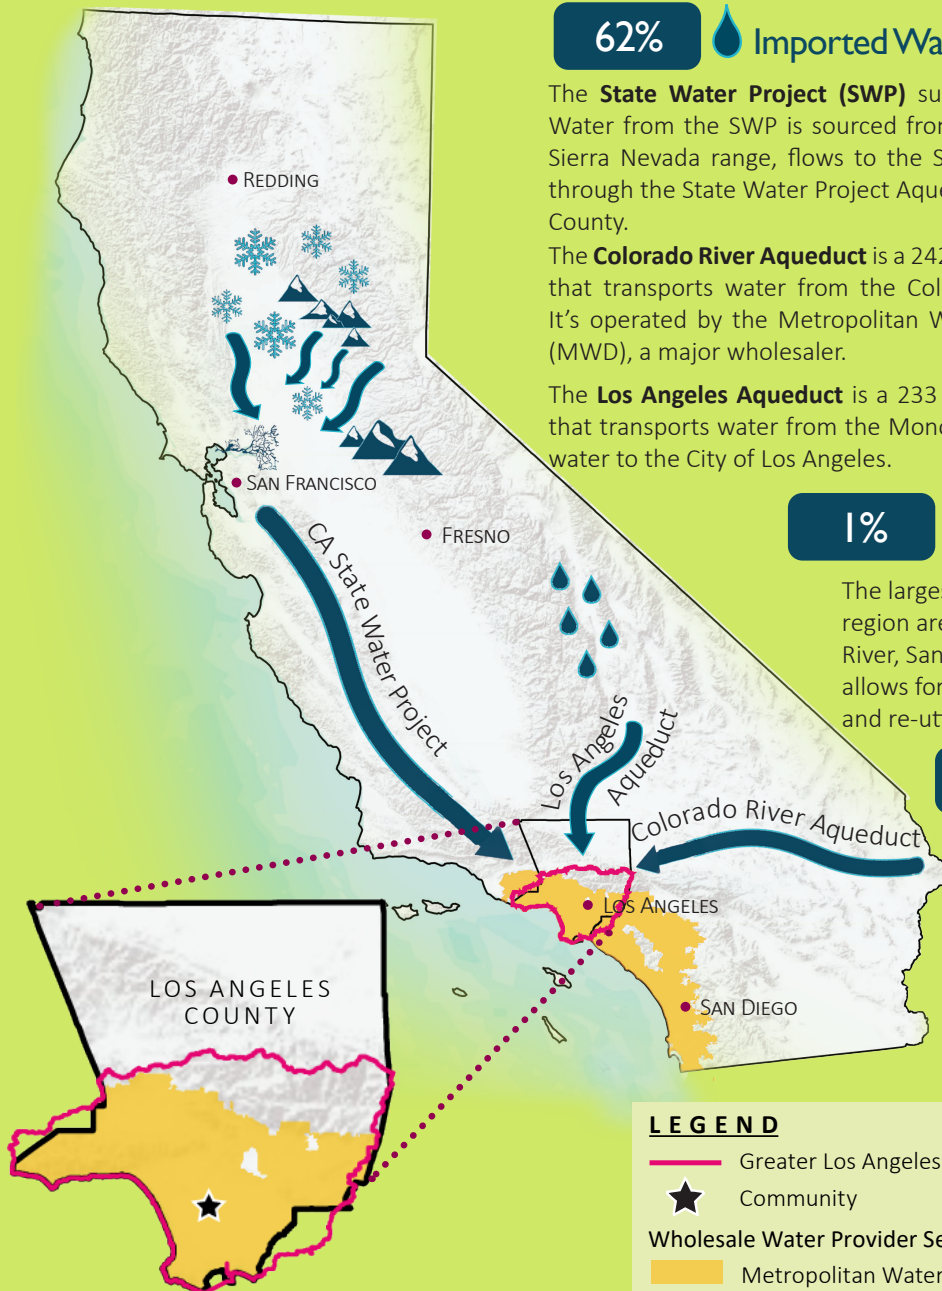 62%
Imported Wa
The State Water Project (SWP) su
Water from the SWP is sourced from
Sierra Nevada range, flows to the S
through the State Water Project Aque
County.
The Colorado River Aqueduct is a 242
that transports water from the Col
It’s operated by the Metropolitan W
(MWD), a major wholesaler.
The Los Angeles Aqueduct is a 233
that transports water from the Mono
water to the City of Los Angeles.
1%
The larges
region are
River, San
allows for
and re-ut
REDDING
SAN FRANCISCO
FRESNO
CA State Water Project
Los Angeles
Aqueduct
Colorado River Aqueduct
LOS ANGELES
SAN DIEGO
LOS ANGELES
COUNTY
LEGEND
Greater Los Angeles
Community
Wholesale Water Provider Se
Metropolitan Water